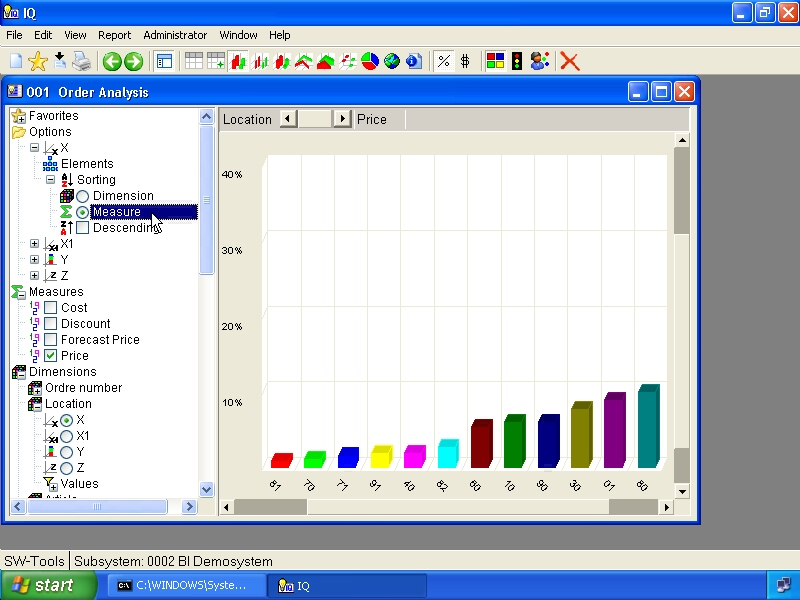 IQ
File Edit View Report Administrator Window Help
% $
001 Order Analysis
Location Price
Favorites
Options
X
Elements
Sorting
Dimension
Measure
Descending
X1
Y
Z
Measures
Cost
Discount
Forecast Price
Price
Dimensions
Ordre number
Location
X
X1
Y
Z
Values
40%
30%
20%
10%
81 70 71 91 40 82 60 10 90 30 01 80
SW-Tools Subsystem: 0002 BI Demosystem
start C:\WINDOWS\Syste... IQ